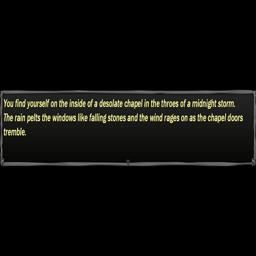 You find yourself on the inside of a desolate chapel in the throes of a midnight storm.
The rain pelts the windows like falling stones and the wind rages on as the chapel doors
tremble.